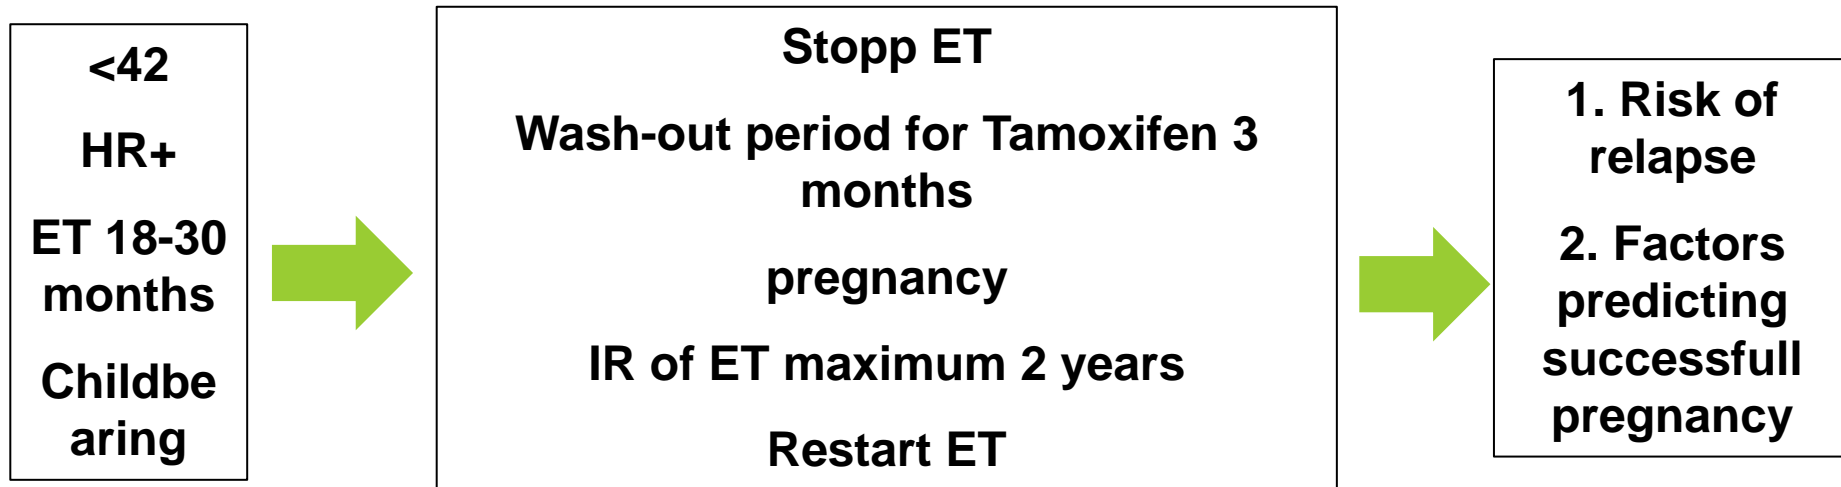 <42
HR+
ET 18-30
months
Childbe
aring
Stopp ET
Wash-out period for Tamoxifen 3
months
pregnancy
IR of ET maximum 2 years
Restart ET
1. Risk of
relapse
2. Factors
predicting
successfull
pregnancy